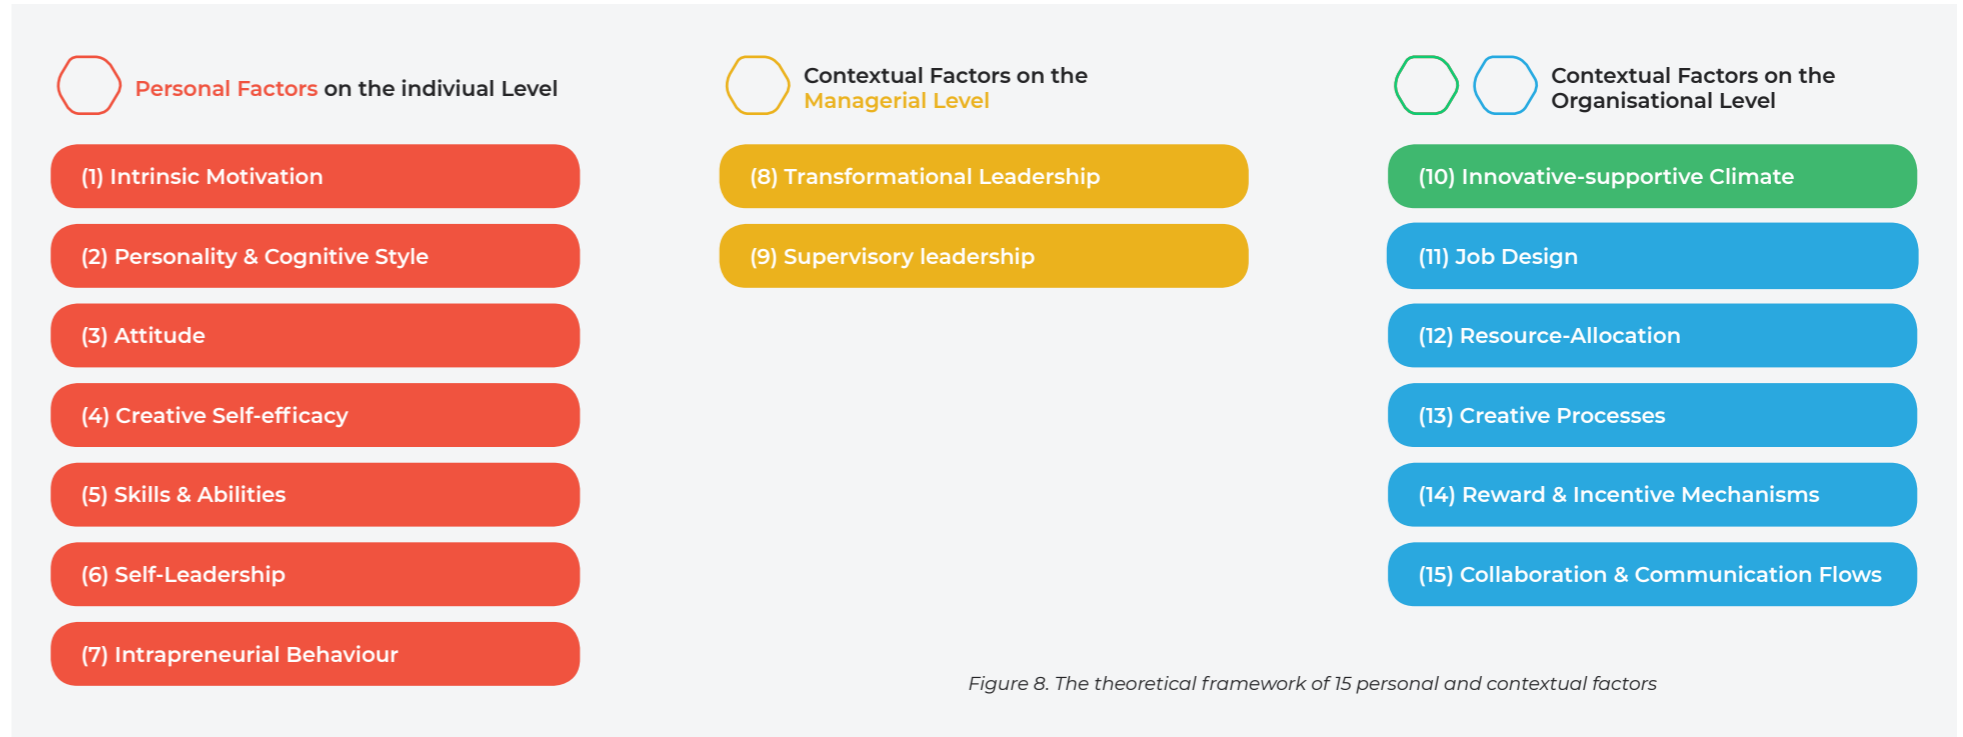 Personal Factors on the indiviual Level
(1) Intrinsic Motivation
(2) Personality & Cognitive Style
(3) Attitude
(4) Creative Self-efficacy
(5) Skills & Abilities
(6) Self-Leadership
(7) Intrapreneurial Behaviour
Contextual Factors on the
Managerial Level
(8) Transformational Leadership
(9) Supervisory leadership
Contextual Factors on the
Organisational Level
(10) Innovative-supportive Climate
(11) Job Design
(12) Resource-Allocation
(13) Creative Processes
(14) Reward & Incentive Mechanisms
(15) Collaboration & Communication Flows
Figure 8. The theoretical framework of 15 personal and contextual factors